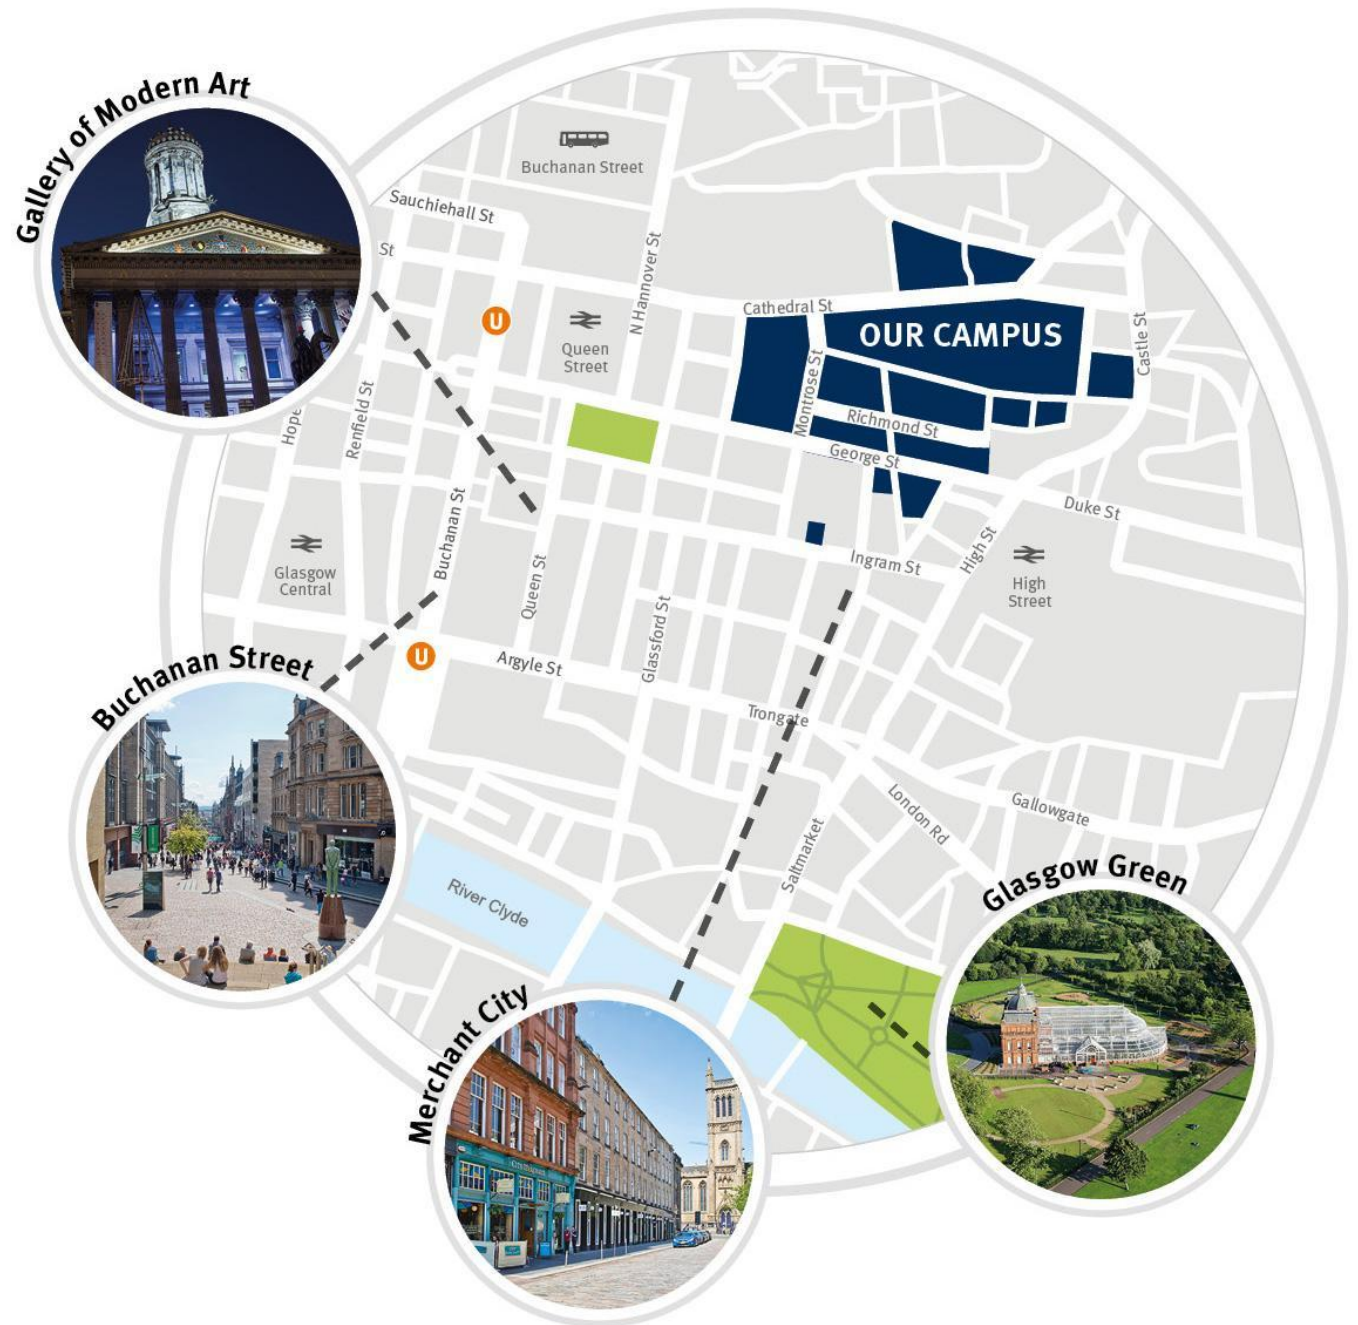 Gallery of Modern Art
Buchanan Street
Sauchiehall St
St
N Hannover St
Cathedral St
OUR CAMPUS
Castle St
U
Queen
Street
Montrose St
Richmond St
George St
Hope
Renfield St
Duke St
Buchanan St
Glasgow
Central
Queen St
Ingram St
High St
High
Street
Glassford St
U
Argyle St
Buchanan Street
Trongate
London Rd
Gallowgate
Saltmarket
River Clyde
Glasgow Green
Merchant City